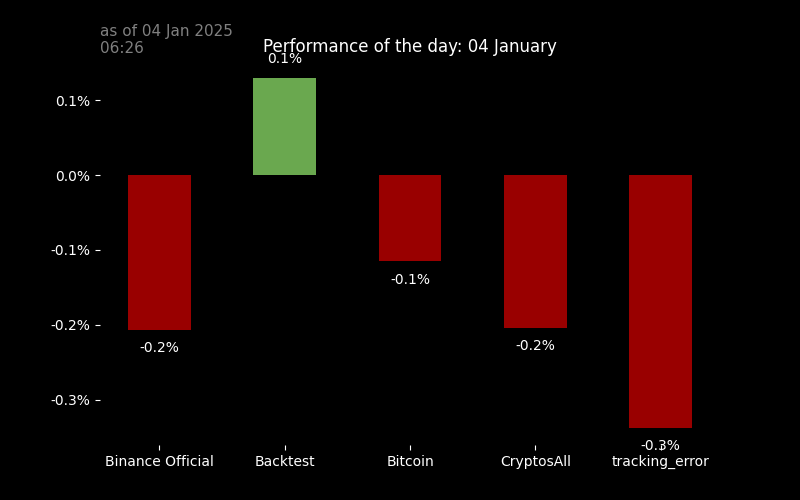 as of 04 Jan 2025
06:26
Performance of the day: 04 January
0.1%
0.1%
0.0%
-0.1%
-0.1%
-0.2%
-0.2%
-0.2%
-0.3%
-0.3%
Binance Official
Backtest
Bitcoin
CryptosAll
tracking_error